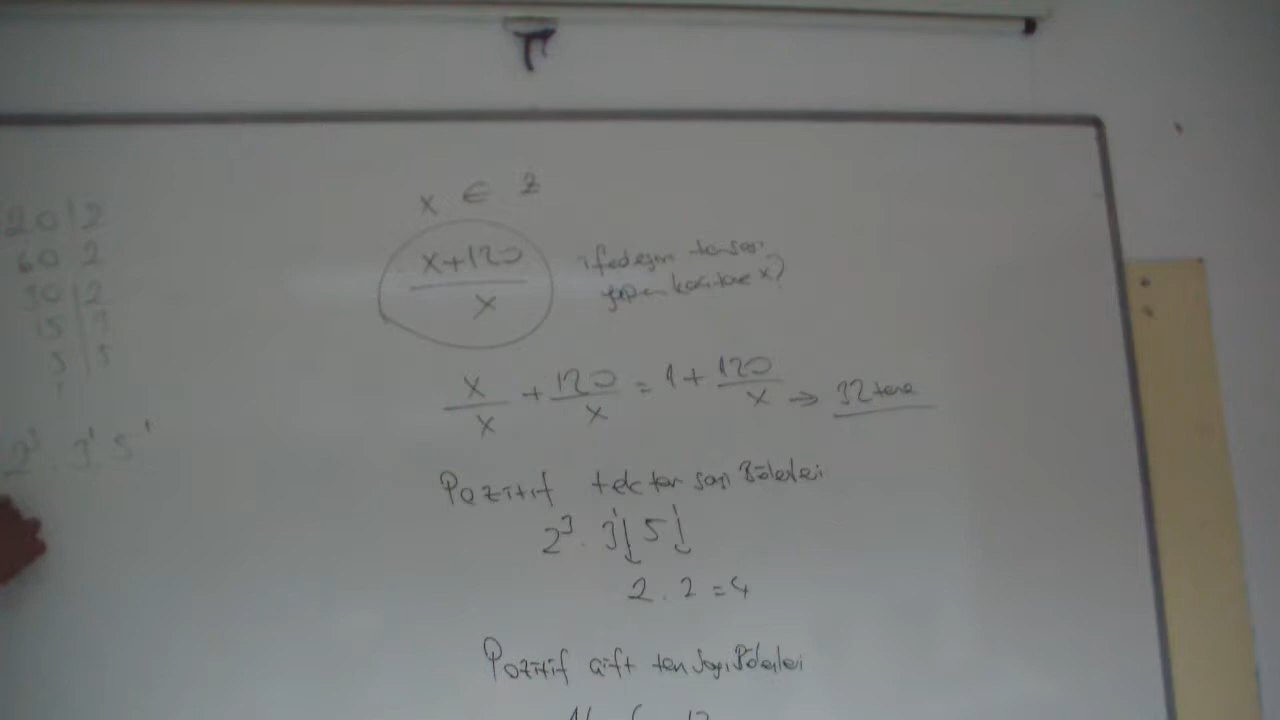 π
x ∈ Z
x+120
x
ifadesini tamsayı
yapan kaç tane x?
x/x + 120/x = 1 + 120/x → 32 tane
Pozitif tek tam sayı Bölenleri
2³ . 3¹ 5¹
2 . 2 = 4
Pozitif çift tam sayı Bölenleri
20 | 2
60 2
30 | 2
15 | 3
5 | 5
1
2³ . 3¹ 5¹